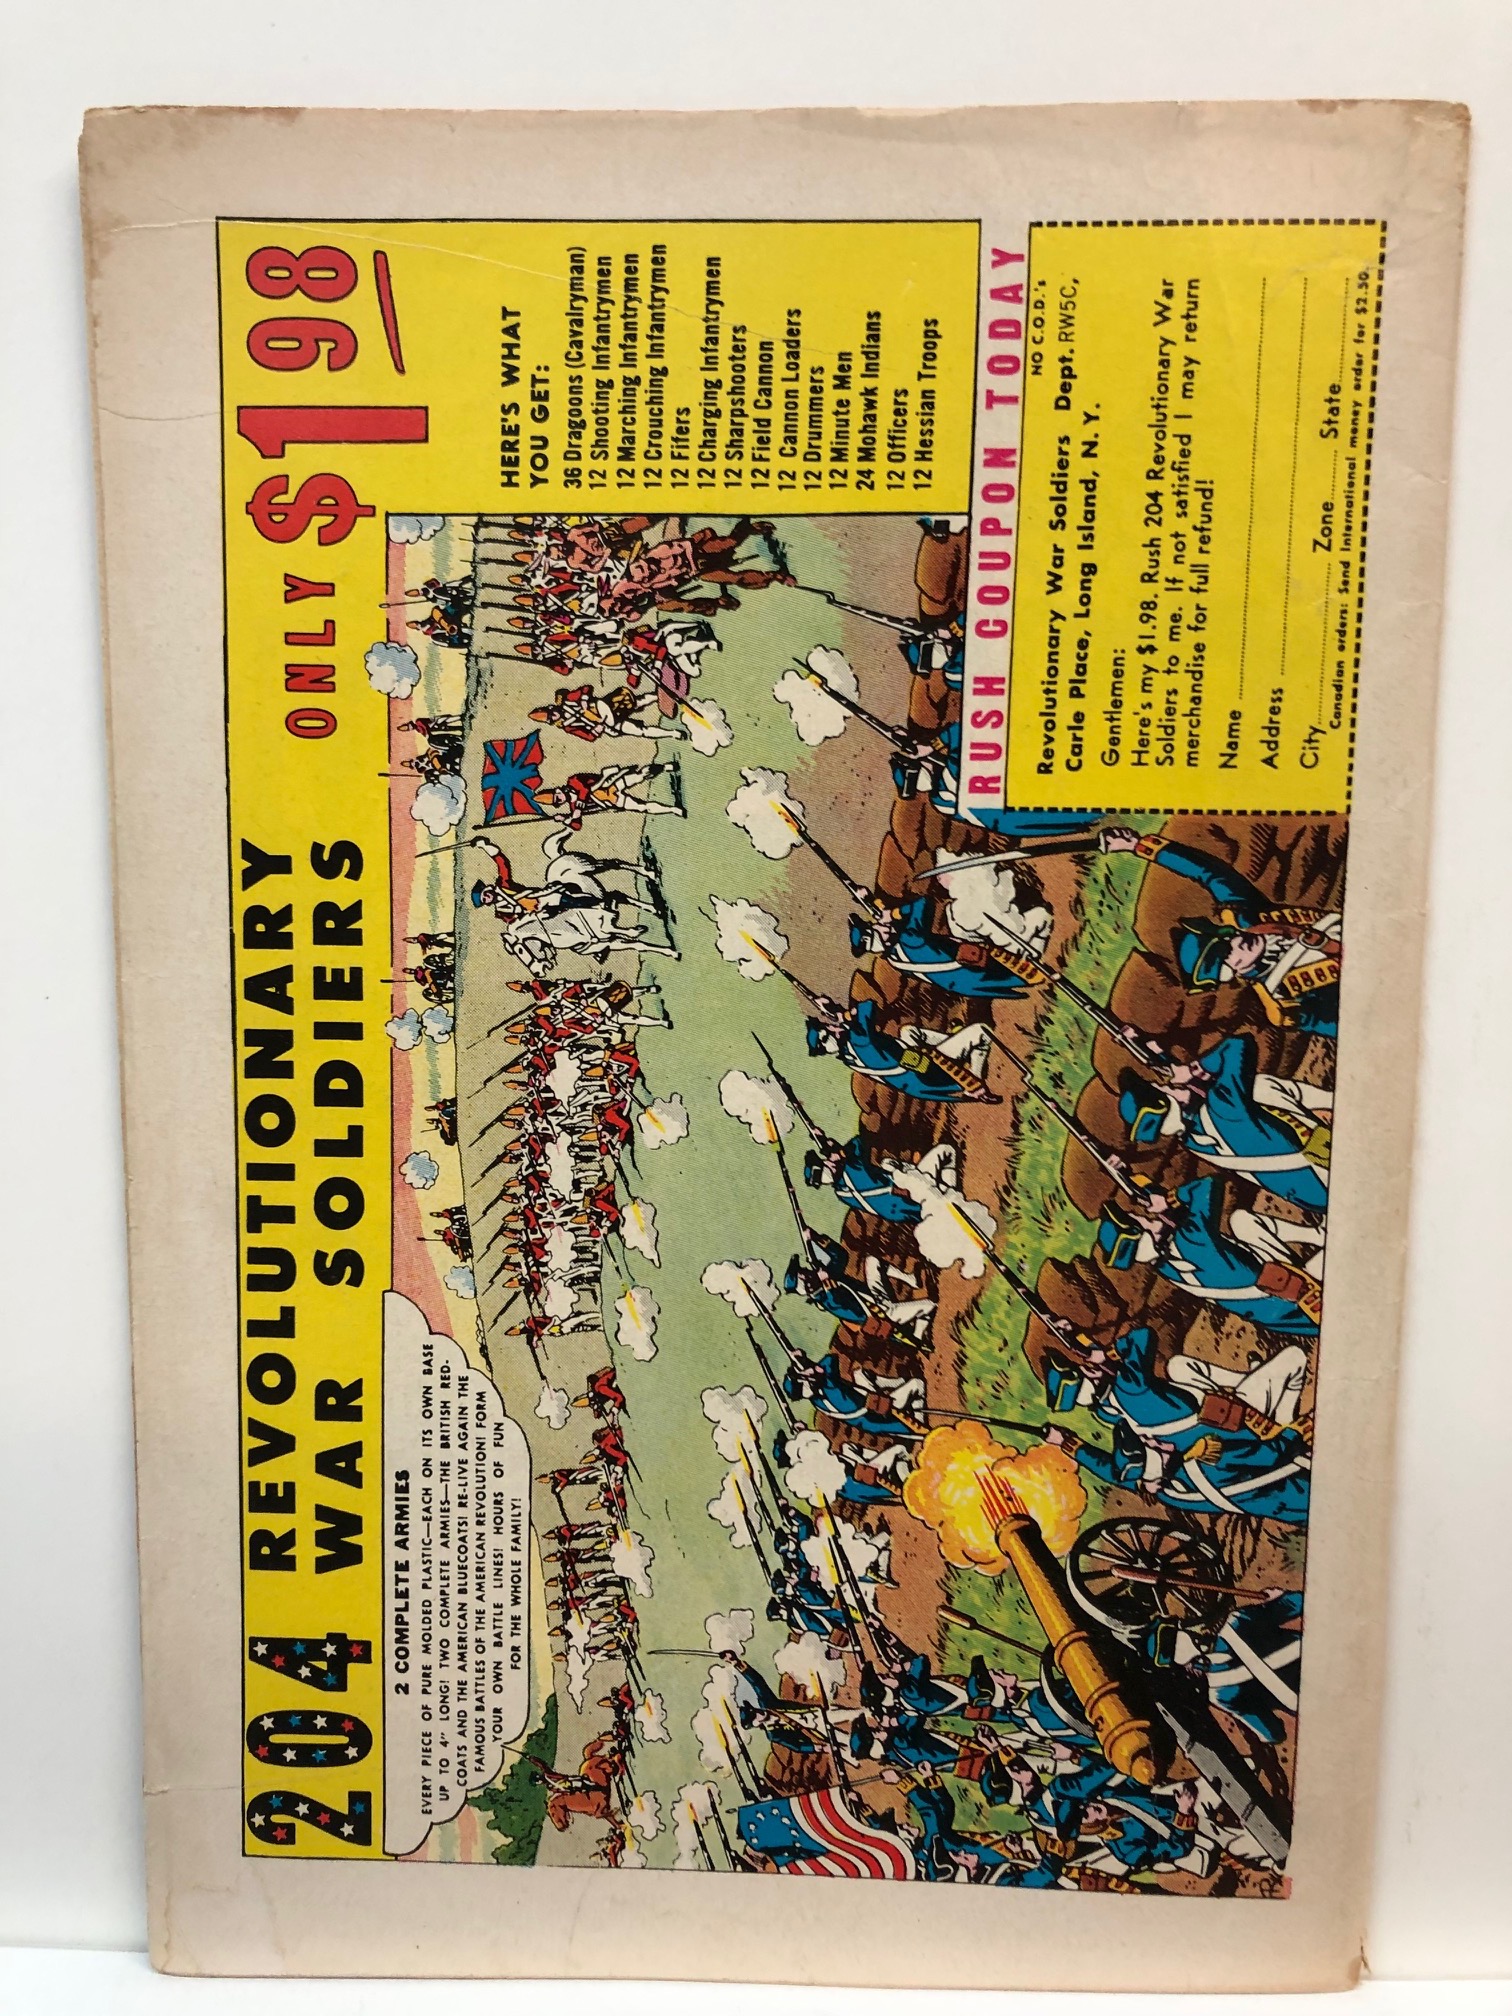 204 REVOLUTIONARY
WAR SOLDIERS ONLY $198
2 COMPLETE ARMIES
EVERY PIECE OF PURE MOLDED PLASTIC—EACH ON ITS OWN BASE
UP TO 4" LONG! TWO COMPLETE ARMIES—THE BRITISH RED-
COATS AND THE AMERICAN BLUECOATS! RE-LIVE AGAIN THE
FAMOUS BATTLES OF THE AMERICAN REVOLUTION! FORM
YOUR OWN BATTLE LINES! HOURS OF FUN
FOR THE WHOLE FAMILY!
HERE'S WHAT
YOU GET:
36 Dragoons (Cavalryman)
12 Shooting Infantrymen
12 Marching Infantrymen
12 Crouching Infantrymen
12 Fifers
12 Charging Infantrymen
12 Sharpshooters
12 Field Cannon
12 Cannon Loaders
12 Drummers
12 Minute Men
24 Mohawk Indians
12 Officers
12 Hessian Troops
RUSH COUPON TODAY
NO C.O.D.'s
Revolutionary War Soldiers Dept. RW5C,
Carle Place, Long Island, N. Y.
Gentlemen:
Here's my $1.98. Rush 204 Revolutionary War
Soldiers to me. If not satisfied I may return
merchandise for full refund!
Name
Address
City Zone State
Canadian orders: Send International money order for $2.50.